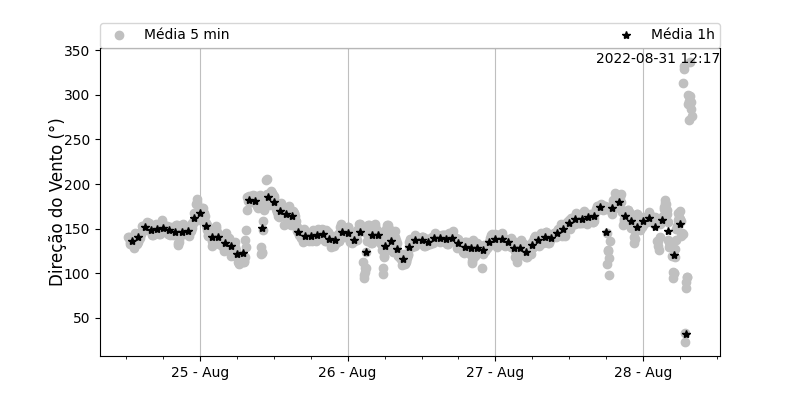 Média 5 min
Média 1h
2022-08-31 12:17
Direção do Vento (°)
350
300
250
200
150
100
50
25 - Aug
26 - Aug
27 - Aug
28 - Aug